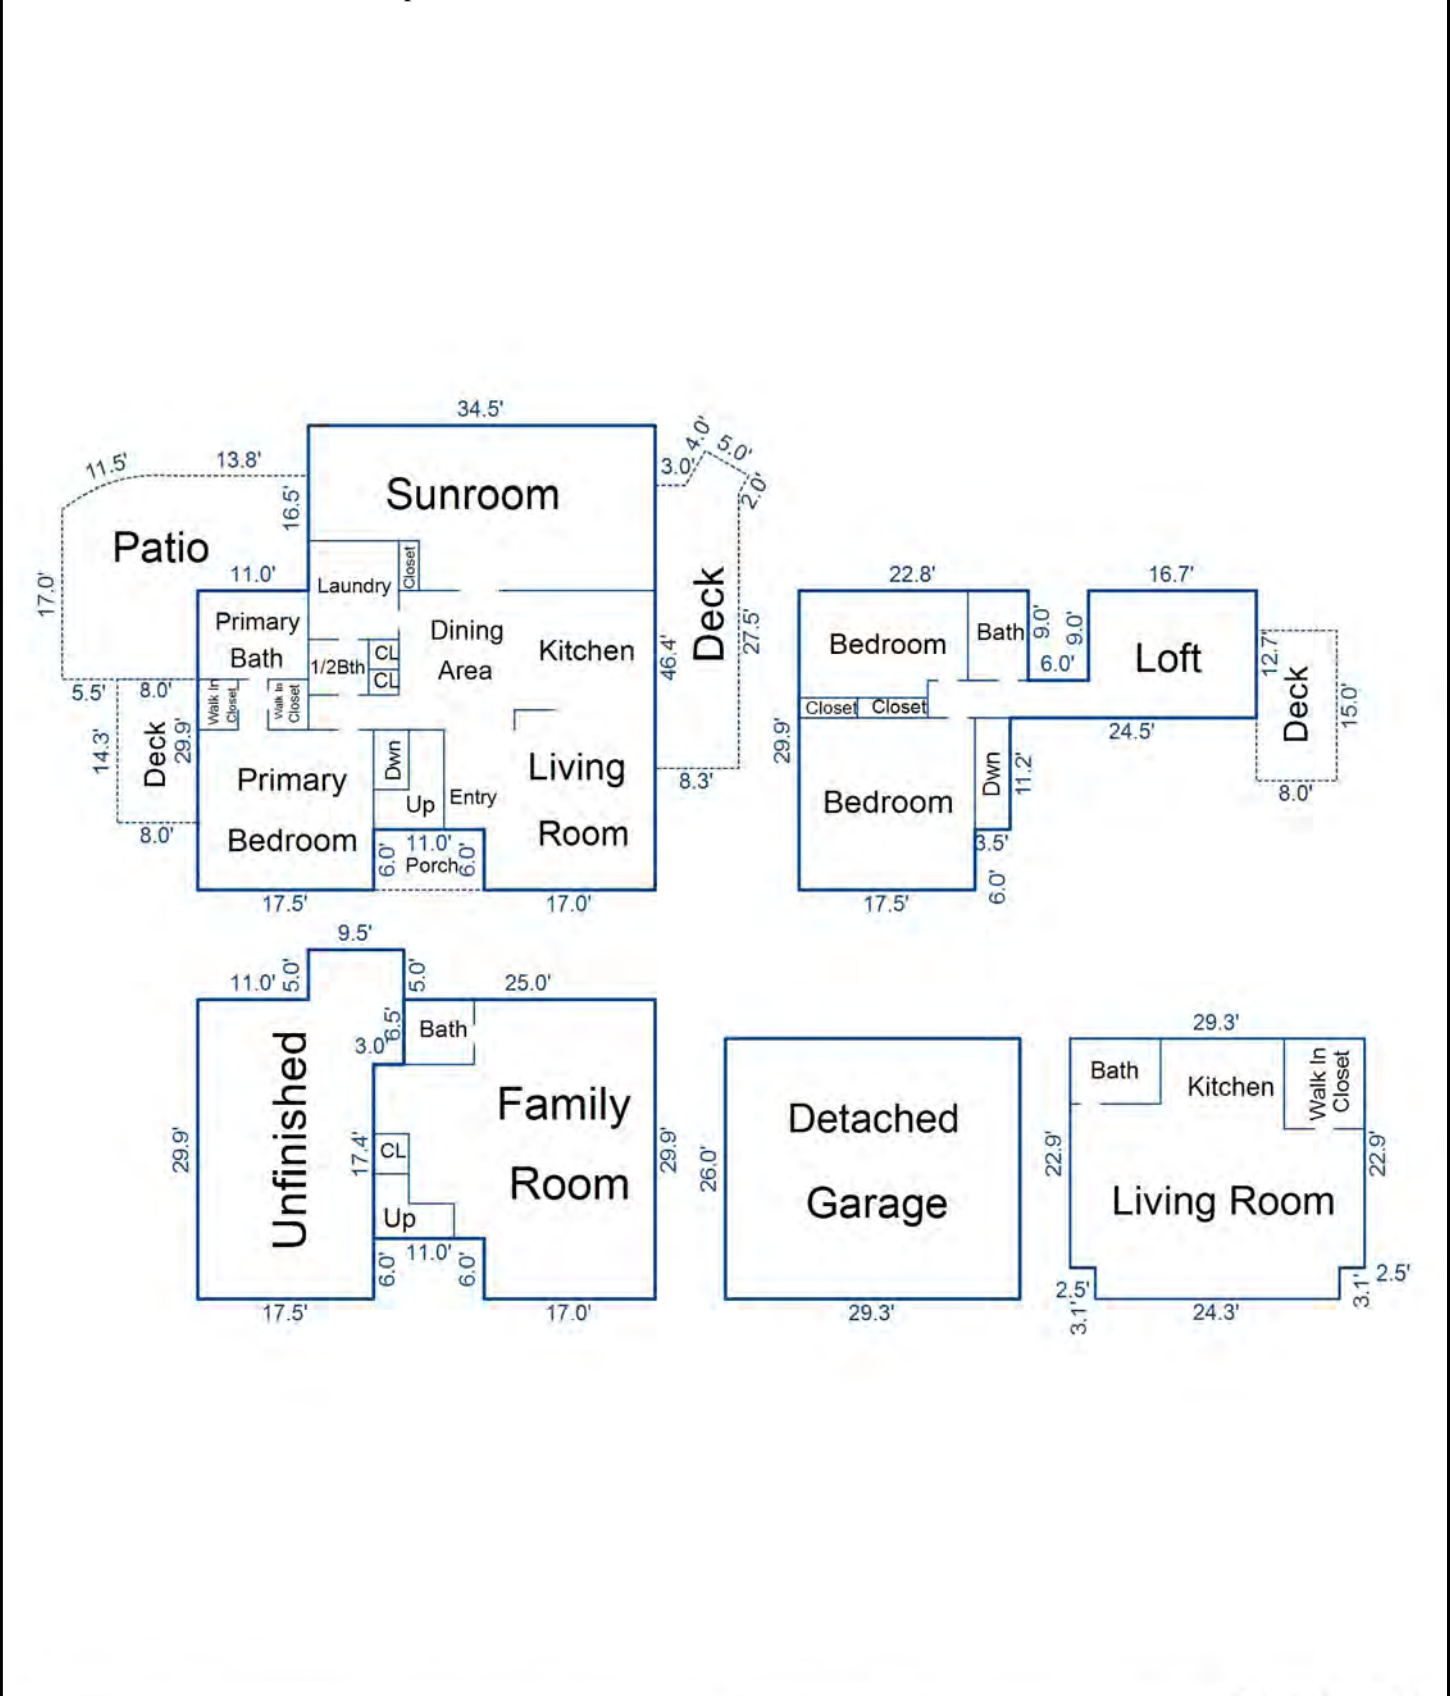 34.5'
11.5'
13.8'
3.0'
4.0'
5.0'
2.0'
Sunroom
16.5'
Patio
17.0'
11.0'
Laundry
Closet
Primary
Bath
1/2Bth
CL
CL
Dining
Area
Kitchen
46.4'
Deck
27.5'
5.5'
8.0'
Walk In
Closet
Walk In
Closet
14.3'
Deck
29.9'
Primary
Bedroom
Dwn
Up
Entry
Living
Room
8.3'
8.0'
6.0'
11.0'
6.0'
Porch
17.5'
17.0'
22.8'
16.7'
Bedroom
Bath
9.0'
9.0'
6.0'
Loft
12.7'
Deck
15.0'
Closet
Closet
29.9'
24.5'
Bedroom
Dwn
11.2'
8.0'
3.5'
6.0'
17.5'
9.5'
11.0'
5.0'
5.0'
25.0'
Unfinished
6.5'
3.0'
Bath
Family
Room
29.9'
17.4'
CL
29.9'
Up
6.0'
11.0'
6.0'
17.5'
17.0'
Detached
Garage
26.0'
29.3'
29.3'
Bath
Kitchen
Walk In
Closet
22.9'
22.9'
Living Room
2.5'
3.1'
3.1'
2.5'
24.3'